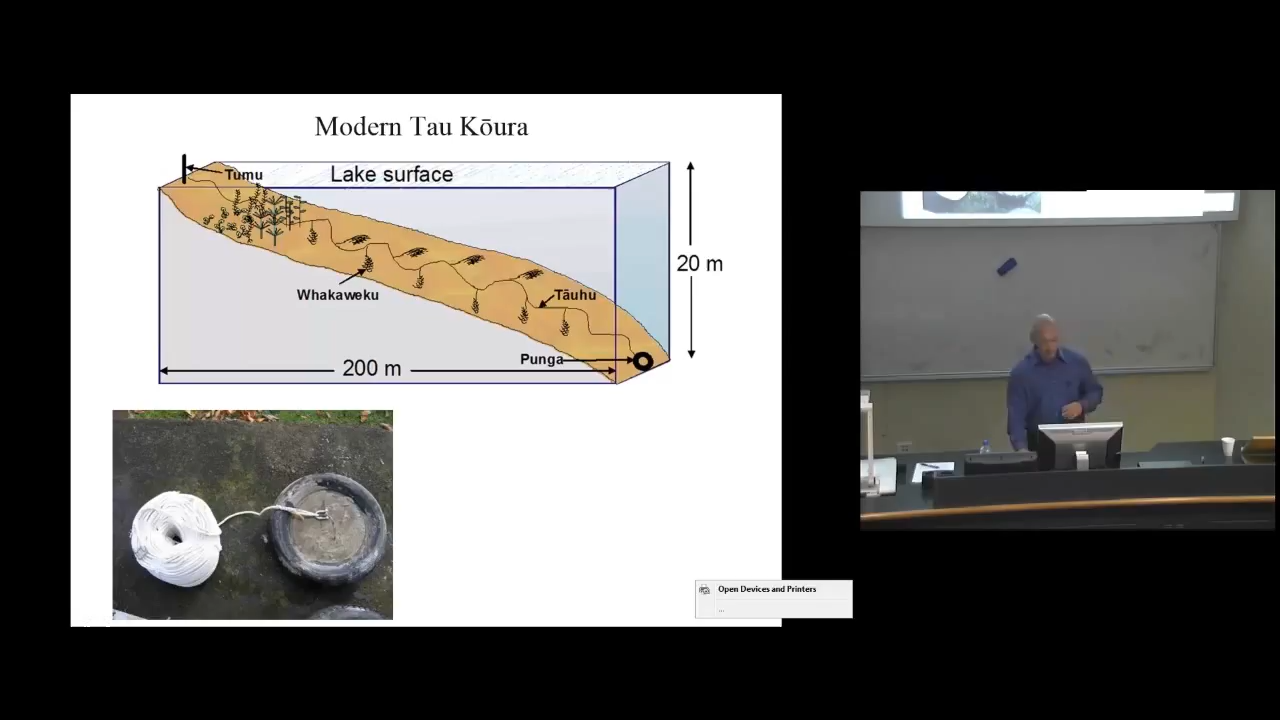 Modern Tau Kōura
Tumu
Lake surface
20 m
Whakaweku
Tāuhu
Punga
200 m
Open Devices and Printers
...